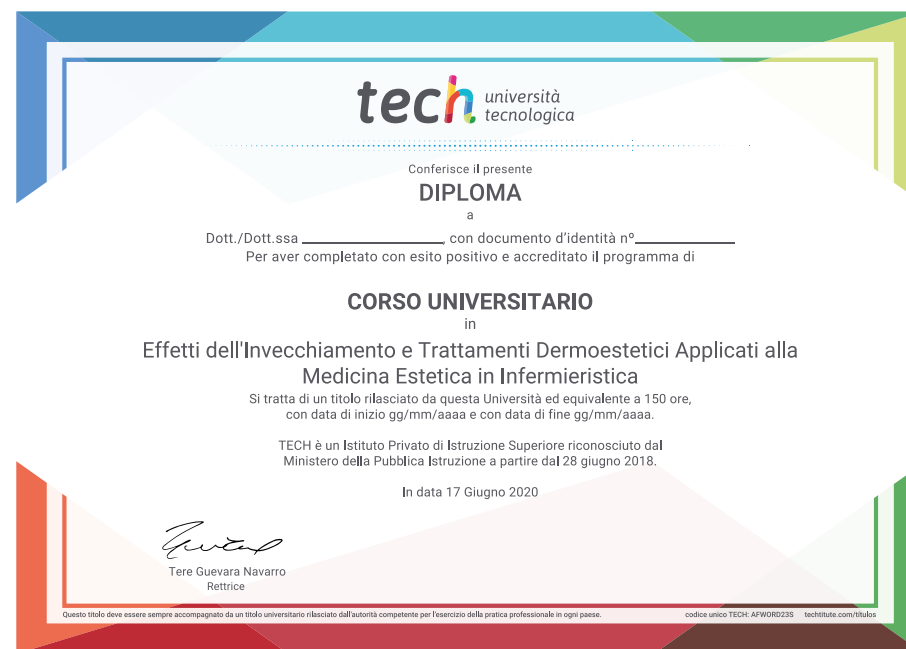 tech università
tecnologica
Conferisce il presente
DIPLOMA
a
Dott./Dott.ssa ____________________, con documento d'identità nº______________
Per aver completato con esito positivo e accreditato il programma di
CORSO UNIVERSITARIO
in
Effetti dell'Invecchiamento e Trattamenti Dermoestetici Applicati alla
Medicina Estetica in Infermieristica
Si tratta di un titolo rilasciato da questa Università ed equivalente a 150 ore,
con data di inizio gg/mm/aaaa e con data di fine gg/mm/aaaa.
TECH è un Istituto Privato di Istruzione Superiore riconosciuto dal
Ministero della Pubblica Istruzione a partire dal 28 giugno 2018.
In data 17 Giugno 2020
Tere Guevara Navarro
Rettrice
Questo titolo deve essere sempre accompagnato da un titolo universitario rilasciato dall'autorità competente per l'esercizio della pratica professionale in ogni paese. codice unico TECH: AFWORD23S techtitute.com/titulos